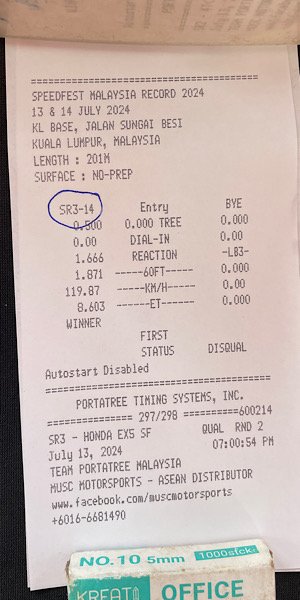 SPEEDFEST MALAYSIA RECORD 2024
13 & 14 JULY 2024
KL BASE, JALAN SUNGAI BESI
KUALA LUMPUR, MALAYSIA
LENGTH : 201M
SURFACE : NO-PREP
SR3-14 Entry BYE
0.500 0.000 TREE 0.000
0.00 DIAL-IN 0.00
1.666 REACTION -LB3-
1.871 ------60FT----- 0.000
119.87 -----KM/H----- 0.00
8.603 ------ET------ 0.000
WINNER
FIRST
STATUS DISQUAL
Autostart Disabled
PORTATREE TIMING SYSTEMS, INC.
=============== 297/298 ==========600214
SR3 - HONDA EX5 SF QUAL RND 2
July 13, 2024 07:00:54 PM
TEAM PORTATREE MALAYSIA
MUSC MOTORSPORTS - ASEAN DISTRIBUTOR
www.facebook.com/muscmotorsports
+6016-6681490
NO.10 5mm 1000stcks
KREAT OFFICE